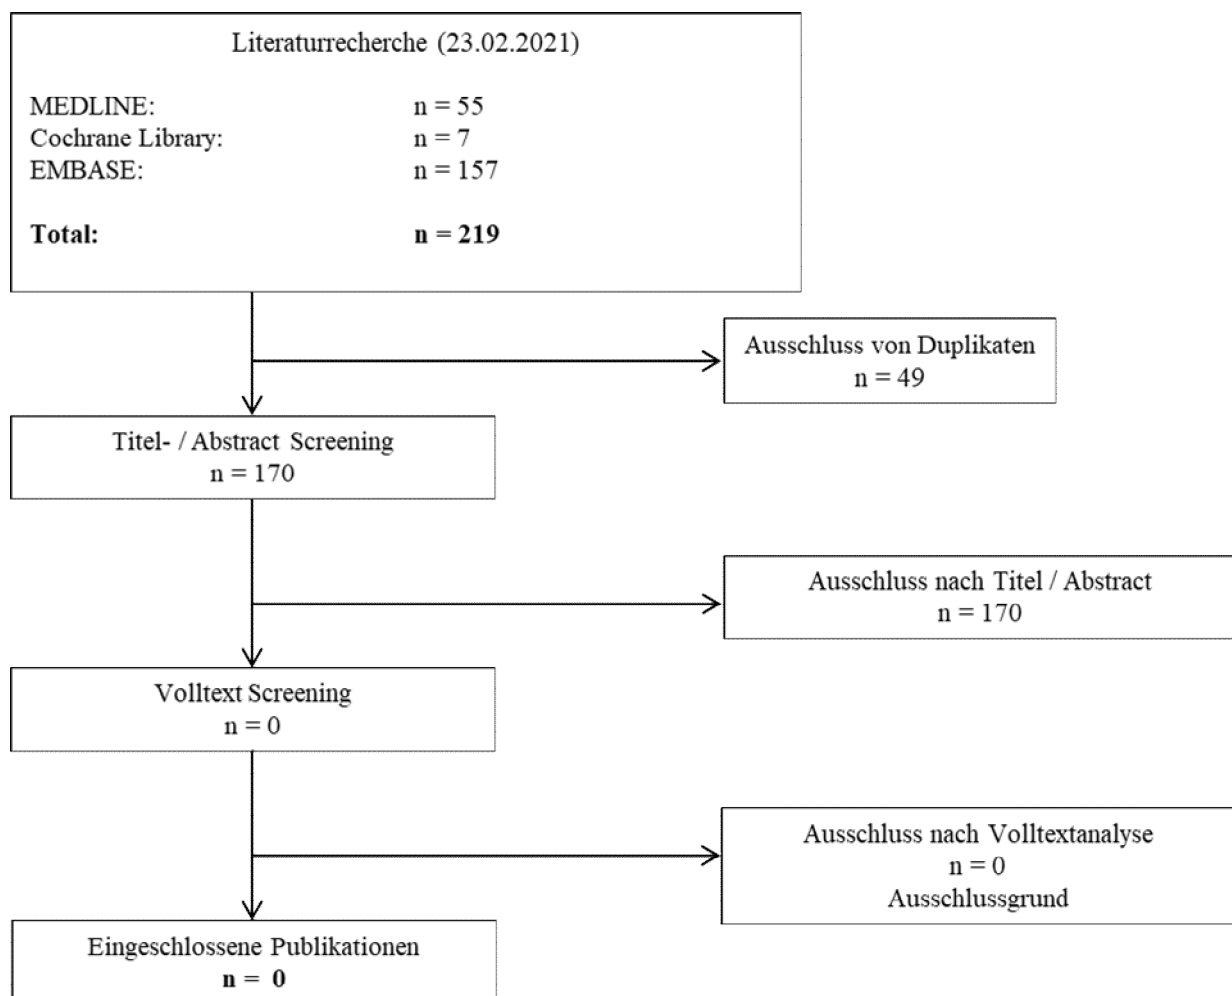 Literaturrecherche (23.02.2021)
MEDLINE: n = 55
Cochrane Library: n = 7
EMBASE: n = 157
Total: n = 219
Ausschluss von Duplikaten
n = 49
Titel- / Abstract Screening
n = 170
Ausschluss nach Titel / Abstract
n = 170
Volltext Screening
n = 0
Ausschluss nach Volltextanalyse
n = 0
Ausschlussgrund
Eingeschlossene Publikationen
n = 0